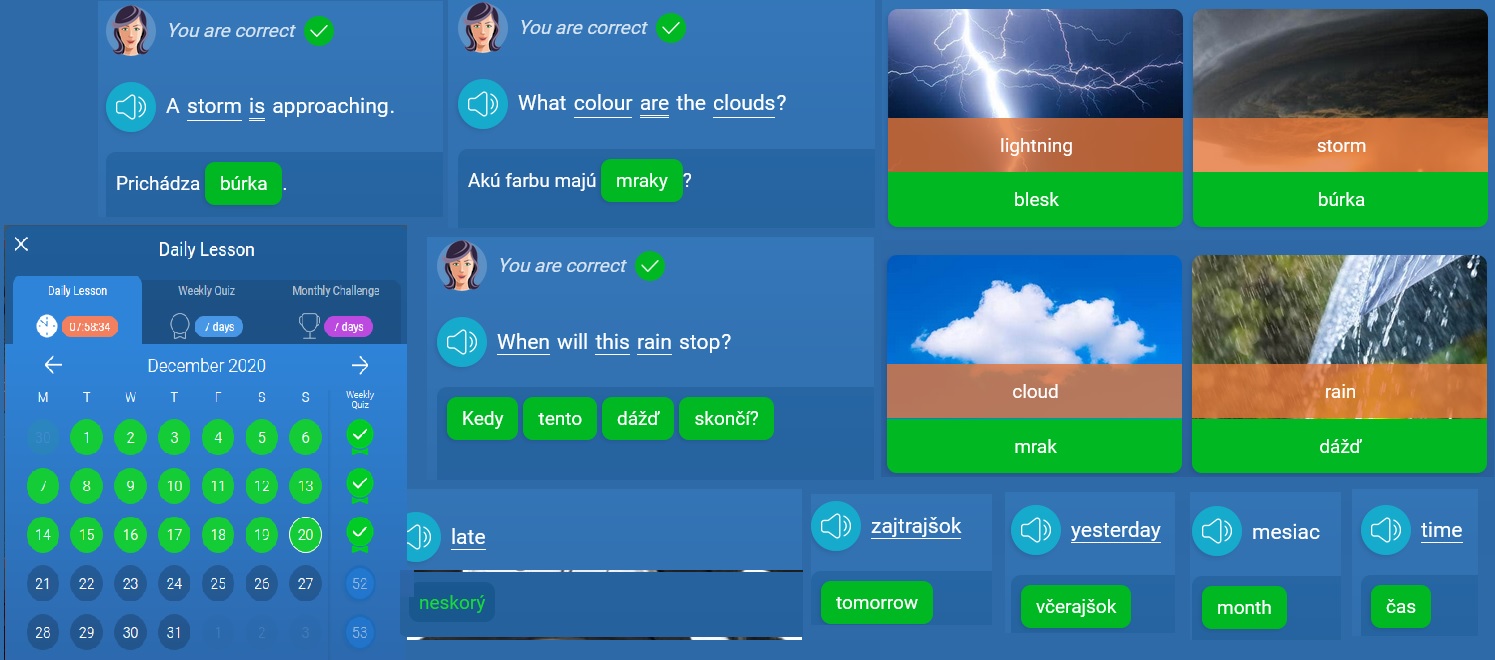 You are correct
A storm is approaching.
Prichádza búrka .
You are correct
What colour are the clouds?
Akú farbu majú mraky ?
lightning
blesk
storm
búrka
Daily Lesson
Daily Lesson
07:58:34
Weekly Quiz
7 days
Monthly Challenge
7 days
December 2020
M T W T F S S Weekly Quiz
30 1 2 3 4 5 6
7 8 9 10 11 12 13
14 15 16 17 18 19 20
21 22 23 24 25 26 27 52
28 29 30 31 1 2 3 53
You are correct
When will this rain stop?
Kedy tento dážď skončí?
cloud
mrak
rain
dážď
late
neskorý
zajtrajšok
tomorrow
yesterday
včerajšok
mesiac
month
time
čas